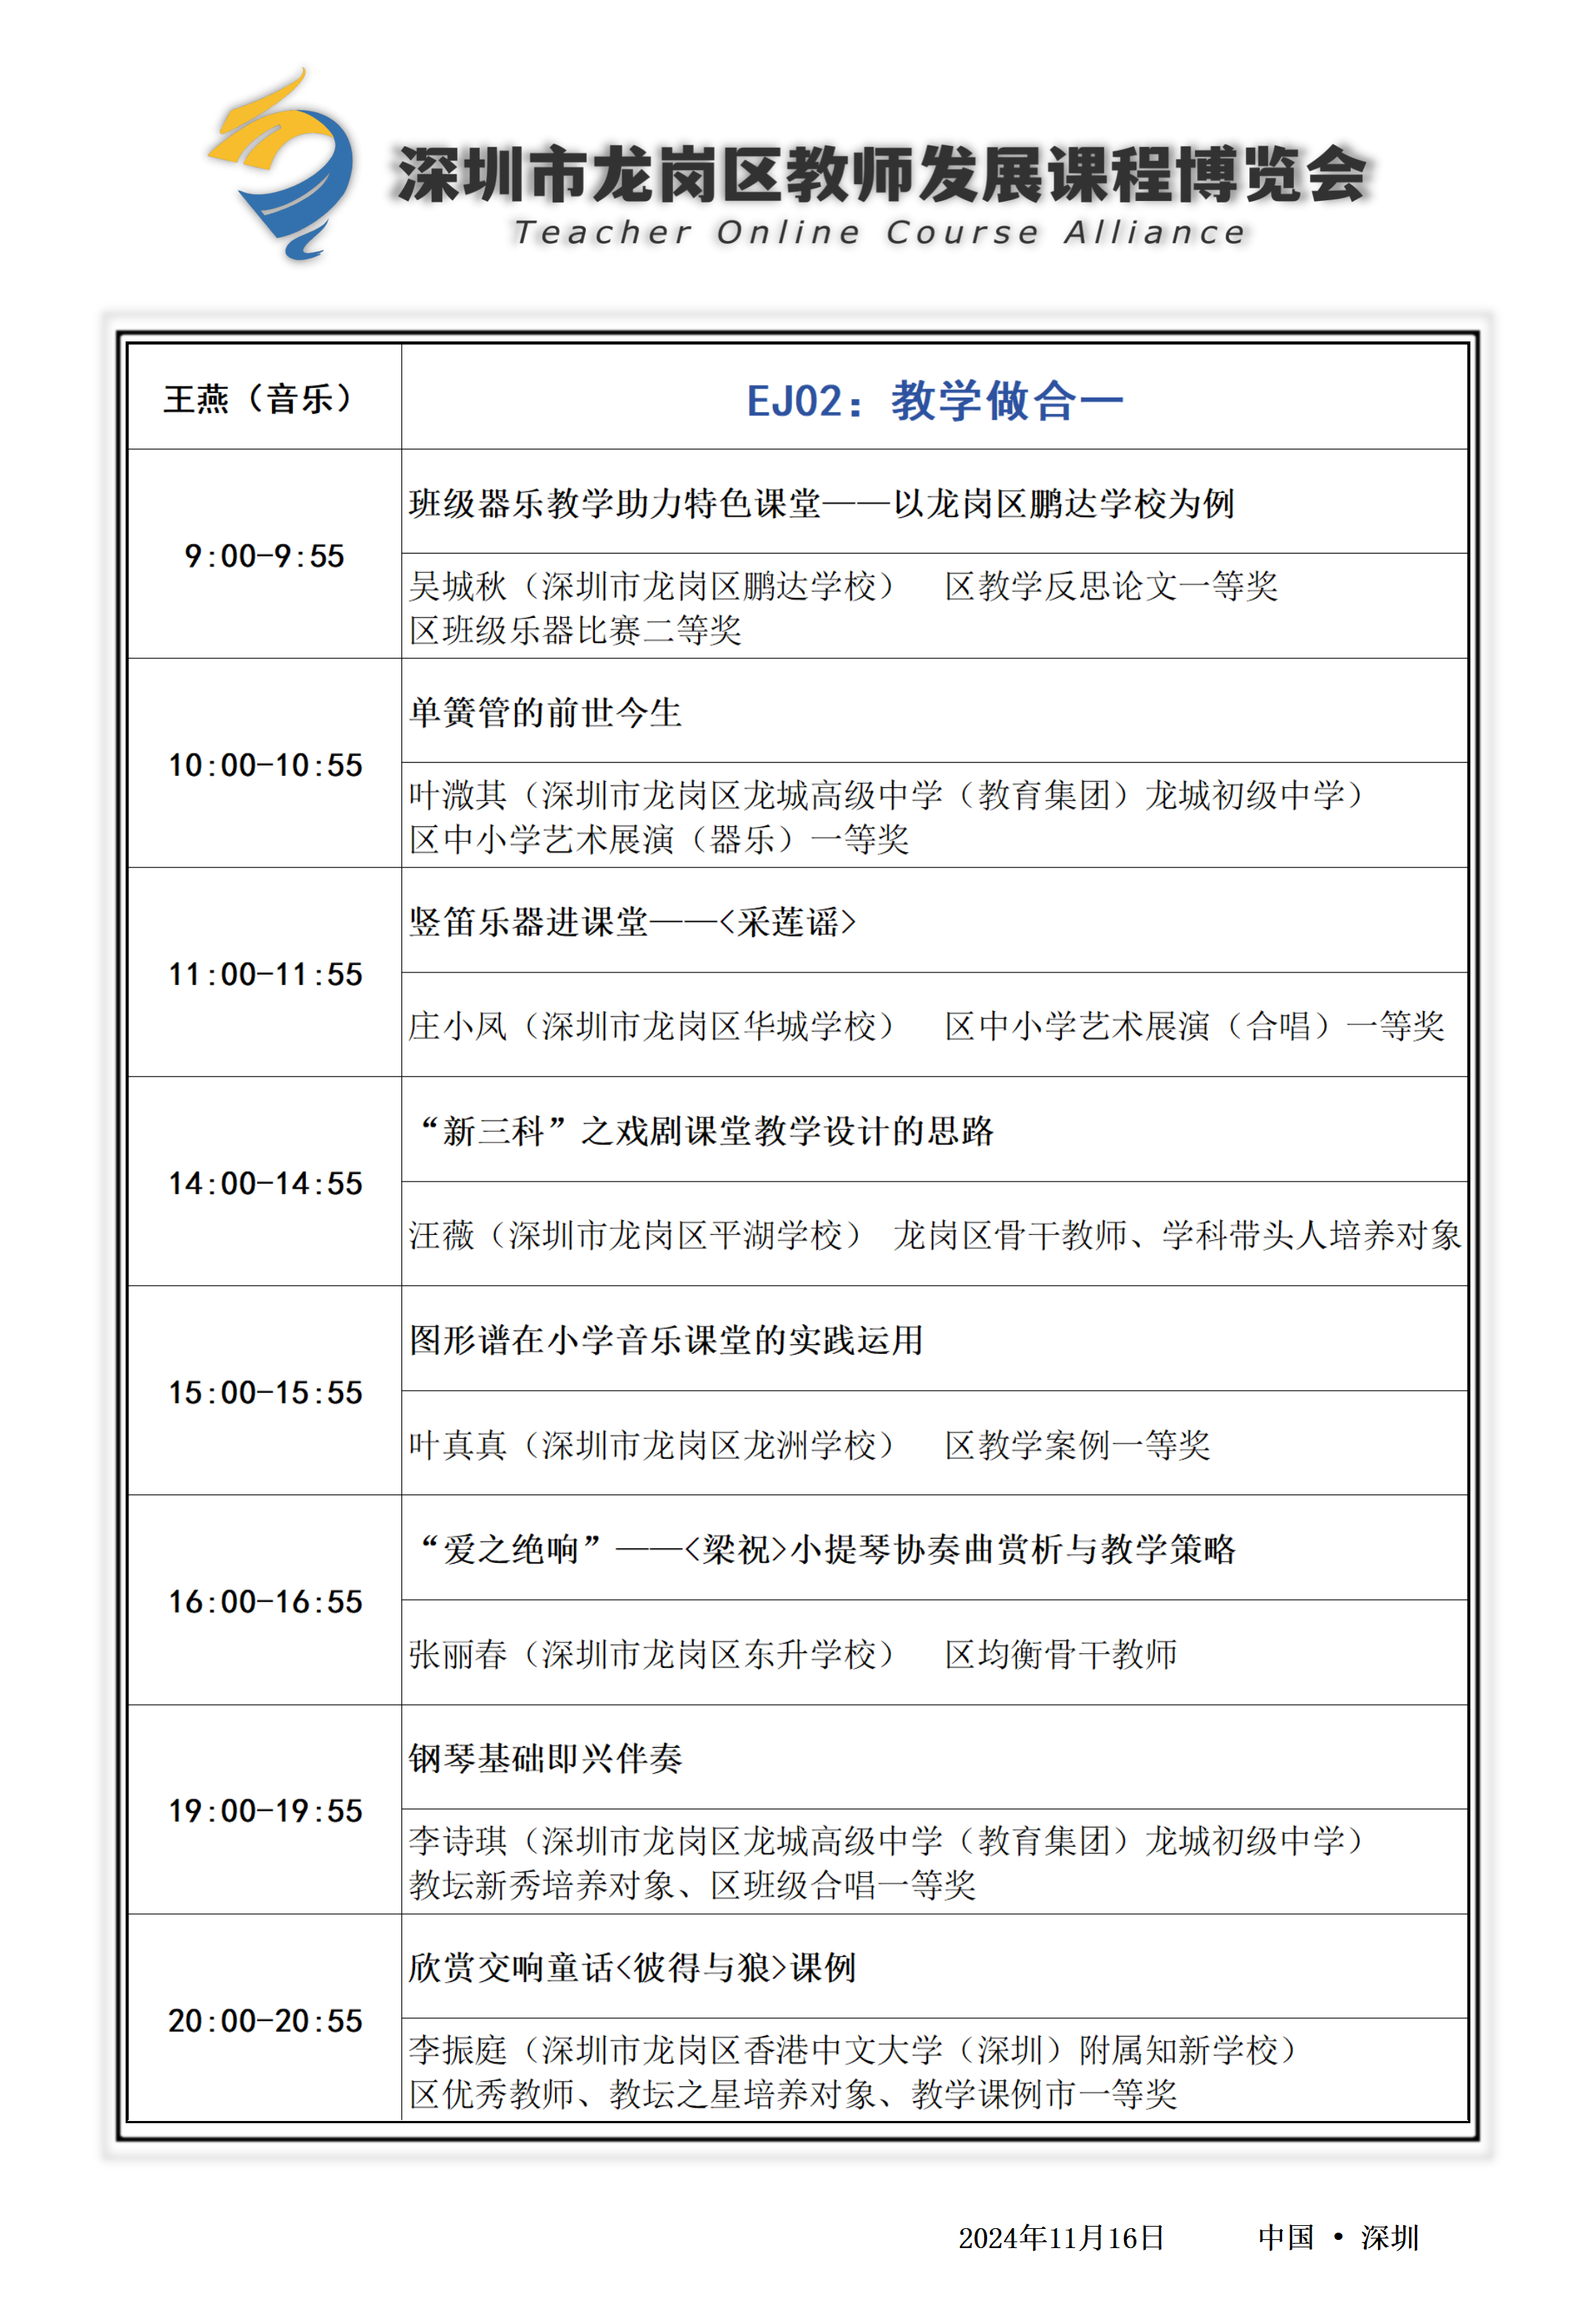 深圳市龙岗区教师发展课程博览会
Teacher Online Course Alliance
王燕（音乐）
EJ02：教学做合一
9:00-9:55
班级器乐教学助力特色课堂——以龙岗区鹏达学校为例
吴城秋（深圳市龙岗区鹏达学校） 区教学反思论文一等奖
区班级乐器比赛二等奖
10:00-10:55
单簧管的前世今生
叶溦其（深圳市龙岗区龙城高级中学（教育集团）龙城初级中学）
区中小学艺术展演（器乐）一等奖
11:00-11:55
竖笛乐器进课堂——<采莲谣>
庄小凤（深圳市龙岗区华城学校） 区中小学艺术展演（合唱）一等奖
14:00-14:55
“新三科”之戏剧课堂教学设计的思路
汪薇（深圳市龙岗区平湖学校） 龙岗区骨干教师、学科带头人培养对象
15:00-15:55
图形谱在小学音乐课堂的实践运用
叶真真（深圳市龙岗区龙洲学校） 区教学案例一等奖
16:00-16:55
“爱之绝响”——<梁祝>小提琴协奏曲赏析与教学策略
张丽春（深圳市龙岗区东升学校） 区均衡骨干教师
19:00-19:55
钢琴基础即兴伴奏
李诗琪（深圳市龙岗区龙城高级中学（教育集团）龙城初级中学）
教坛新秀培养对象、区班级合唱一等奖
20:00-20:55
欣赏交响童话<彼得与狼>课例
李振庭（深圳市龙岗区香港中文大学（深圳）附属知新学校）
区优秀教师、教坛之星培养对象、教学课例市一等奖
2024年11月16日 中国 • 深圳